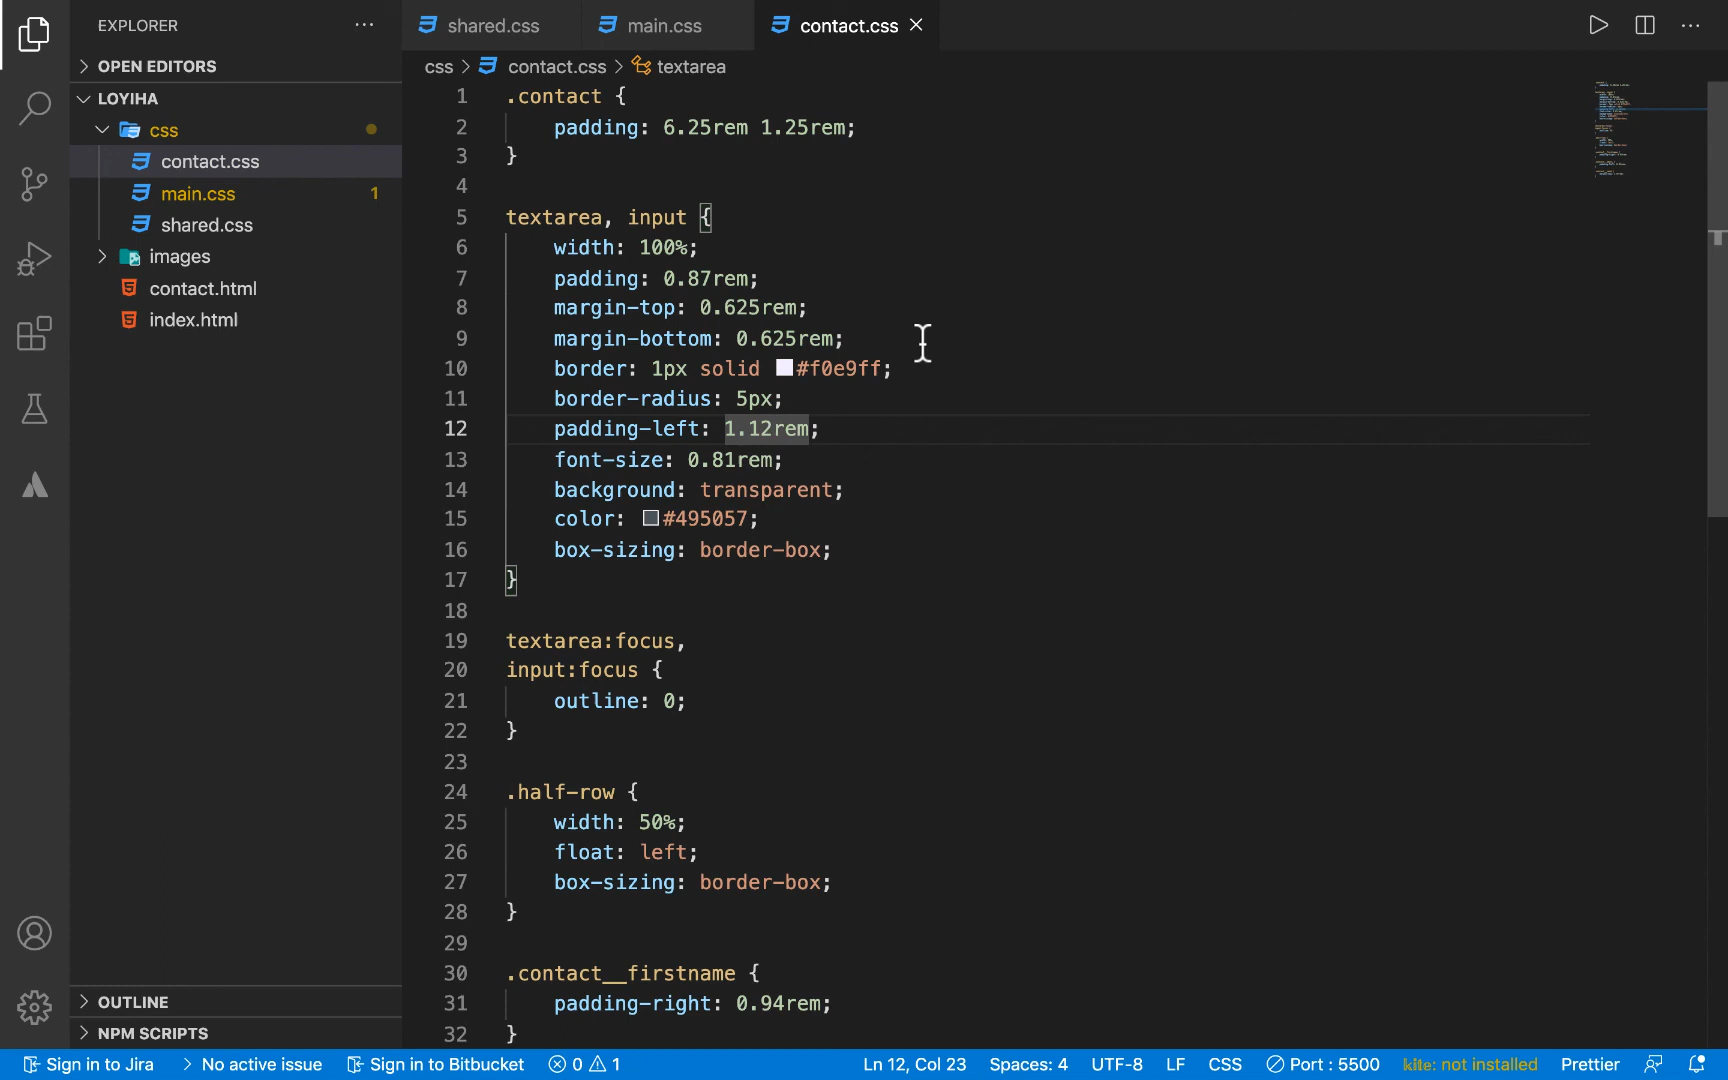 EXPLORER ···
OPEN EDITORS
LOYIHA
css
contact.css
main.css 1
shared.css
images
contact.html
index.html
OUTLINE
NPM SCRIPTS
shared.css main.css contact.css
css > contact.css > textarea
1 .contact {
2 padding: 6.25rem 1.25rem;
3 }
4
5 textarea, input {
6 width: 100%;
7 padding: 0.87rem;
8 margin-top: 0.625rem;
9 margin-bottom: 0.625rem;
10 border: 1px solid #f0e9ff;
11 border-radius: 5px;
12 padding-left: 1.12rem;
13 font-size: 0.81rem;
14 background: transparent;
15 color: #495057;
16 box-sizing: border-box;
17 }
18
19 textarea:focus,
20 input:focus {
21 outline: 0;
22 }
23
24 .half-row {
25 width: 50%;
26 float: left;
27 box-sizing: border-box;
28 }
29
30 .contact__firstname {
31 padding-right: 0.94rem;
32 }
Sign in to Jira No active issue Sign in to Bitbucket 0 1 Ln 12, Col 23 Spaces: 4 UTF-8 LF CSS Port : 5500 kite: not installed Prettier